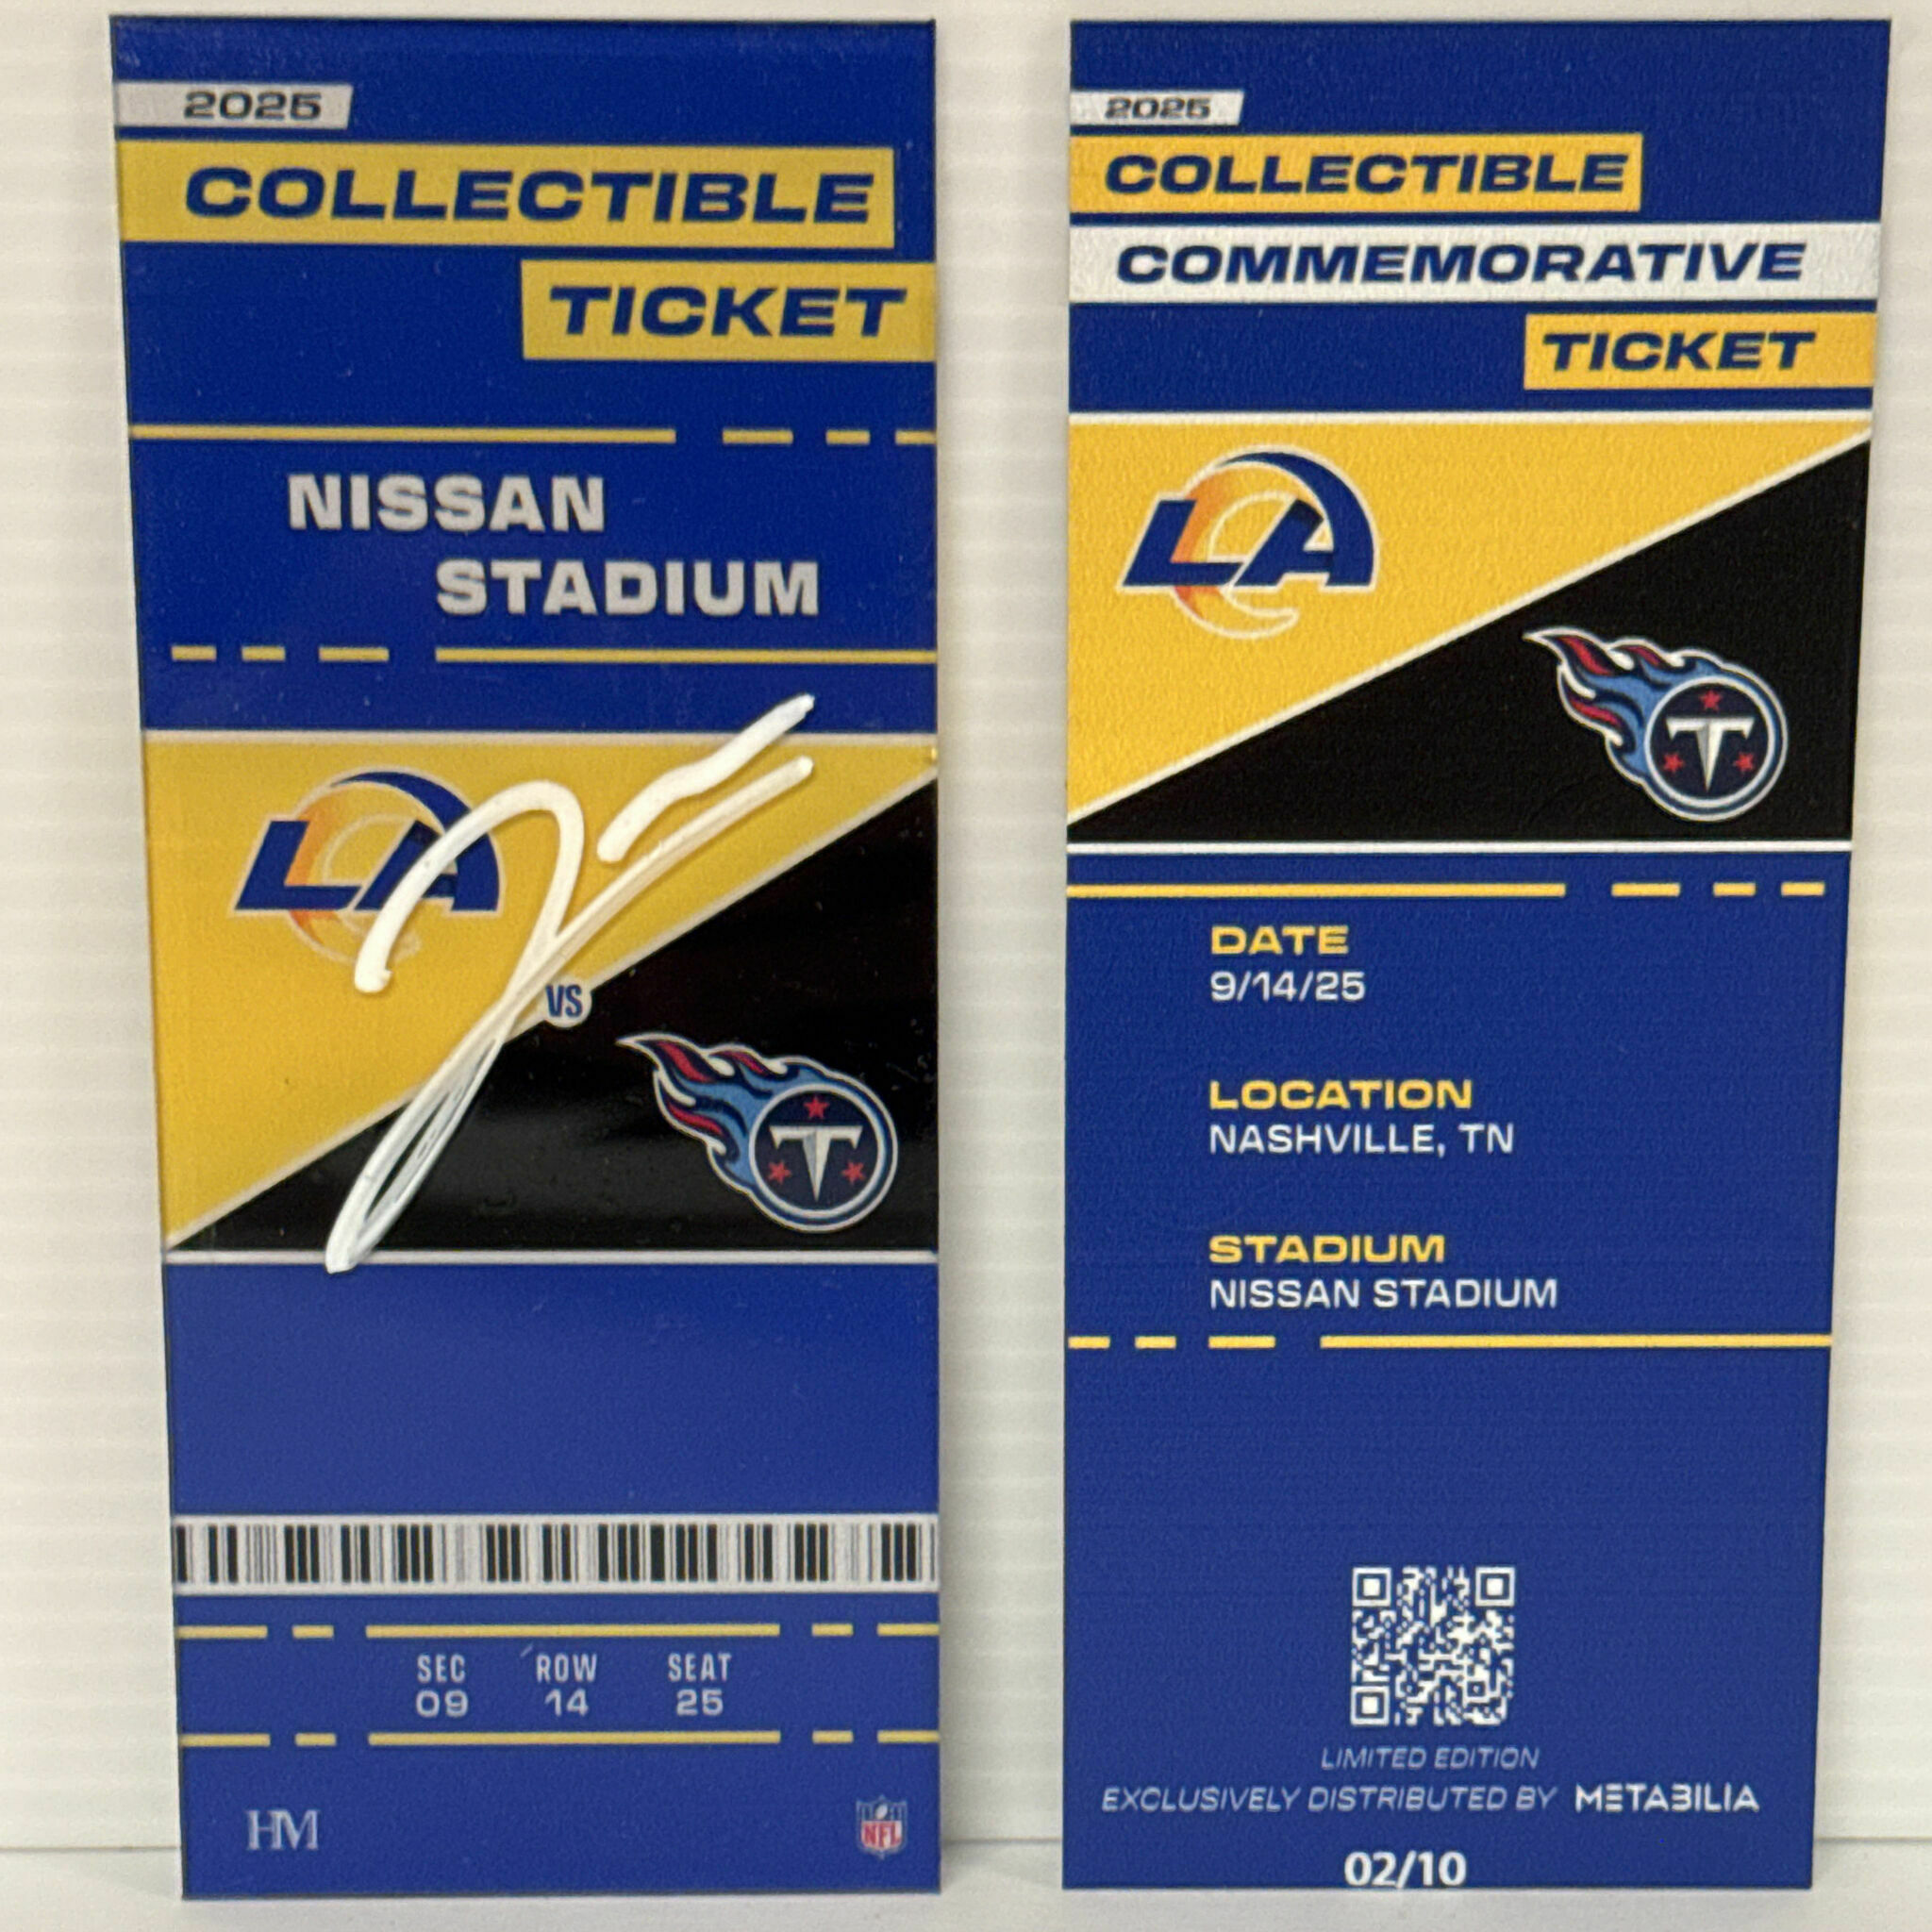 2025
COLLECTIBLE
TICKET
NISSAN
STADIUM
LA
VS
T
SEC ROW SEAT
09 14 25
HM
NFL
2025
COLLECTIBLE
COMMEMORATIVE
TICKET
LA
T
DATE
9/14/25
LOCATION
NASHVILLE, TN
STADIUM
NISSAN STADIUM
LIMITED EDITION
EXCLUSIVELY DISTRIBUTED BY METABILIA
02/10